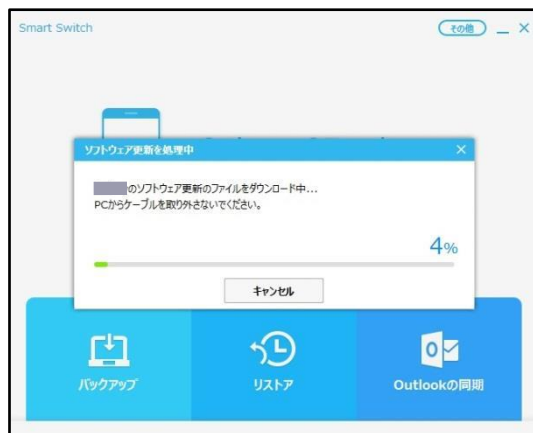 Smart Switch
その他
ソフトウェア更新を処理中
のソフトウェア更新のファイルをダウンロード中...
PCからケーブルを取り外さないでください。
4%
キャンセル
バックアップ
リストア
Outlookの同期